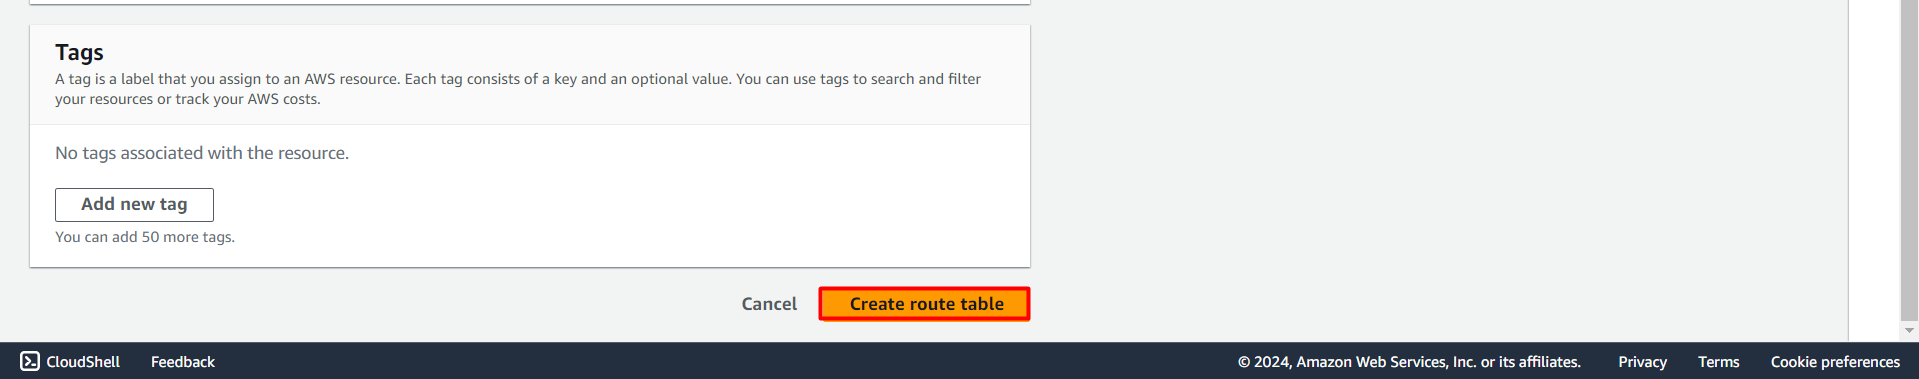 Tags
A tag is a label that you assign to an AWS resource. Each tag consists of a key and an optional value. You can use tags to search and filter
your resources or track your AWS costs.
No tags associated with the resource.
Add new tag
You can add 50 more tags.
Cancel
Create route table
CloudShell
Feedback
© 2024, Amazon Web Services, Inc. or its affiliates.
Privacy
Terms
Cookie preferences